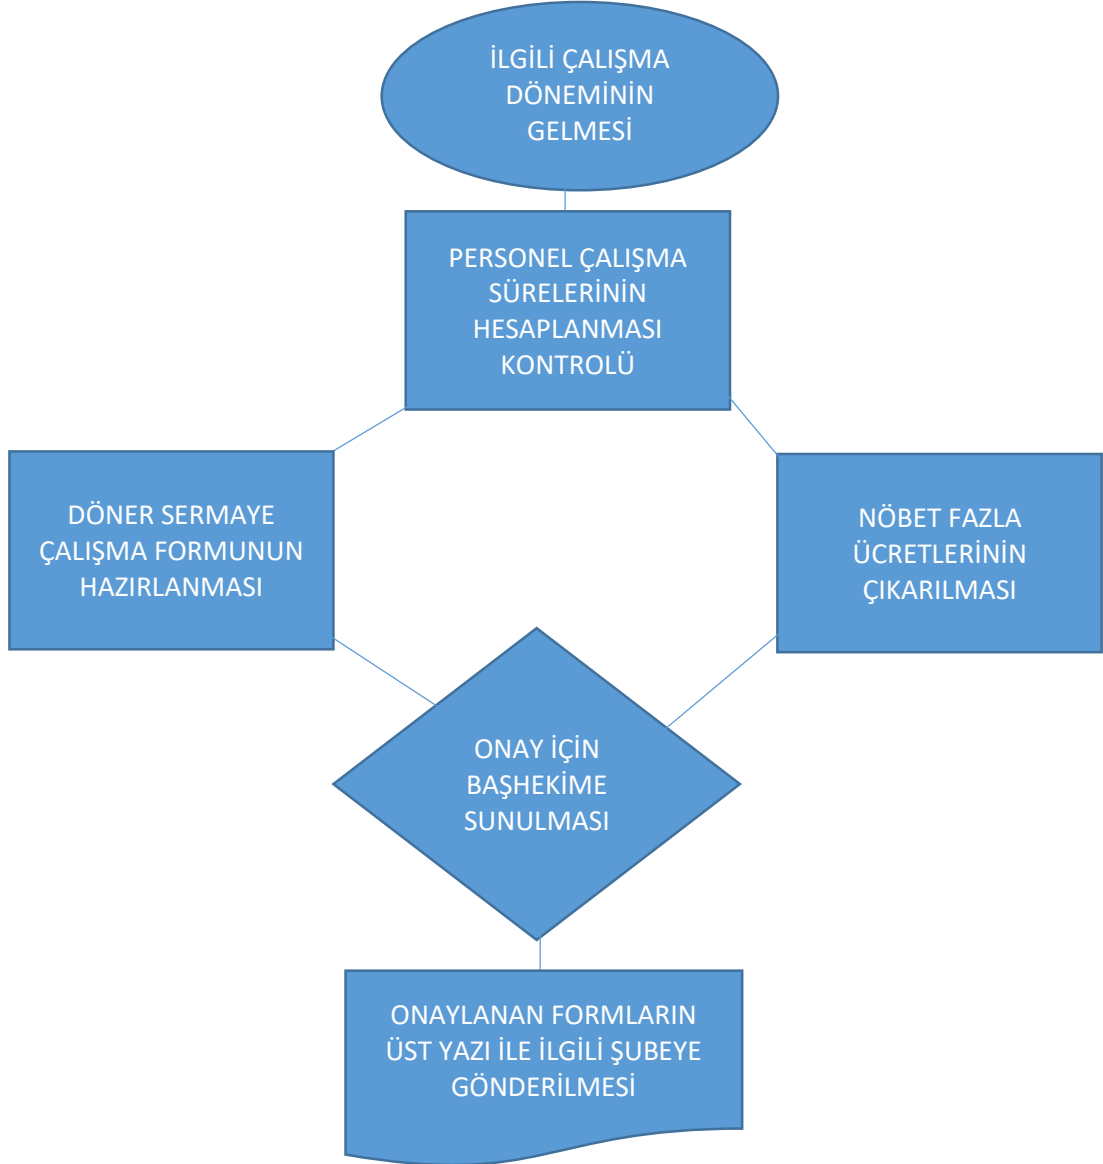 İLGİLİ ÇALIŞMA
DÖNEMİNİN
GELMESİ
PERSONEL ÇALIŞMA
SÜRELERİNİN
HESAPLANMASI
KONTROLÜ
DÖNER SERMAYE
ÇALIŞMA FORMUNUN
HAZIRLANMASI
NÖBET FAZLA
ÜCRETLERİNİN
ÇIKARILMASI
ONAY İÇİN
BAŞHEKİME
SUNULMASI
ONAYLANAN FORMLARIN
ÜST YAZI İLE İLGİLİ ŞUBEYE
GÖNDERİLMESİ